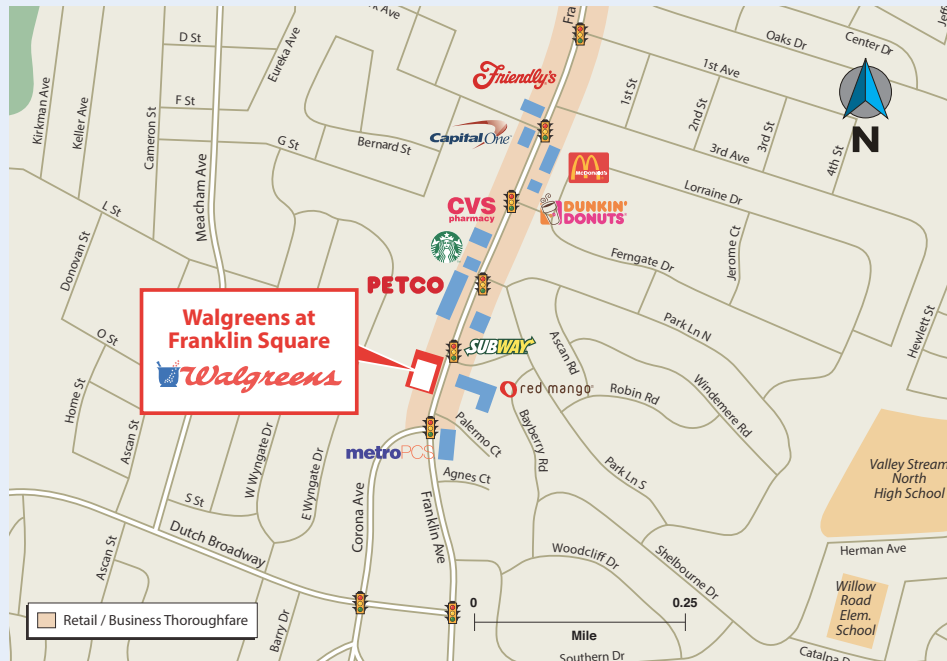 Fra
k Ave
Jeff
D St
Eureka Ave
Oaks Dr
Center Dr
1st Ave
Friendly's
Kirkman Ave
Keller Ave
Cameron St
F St
1st St
2nd St
3rd St
4th St
N
Capital One
G St
Bernard St
3rd Ave
McDonald's
Meacham Ave
Lorraine Dr
L St
CVS
pharmacy
DUNKIN'
DONUTS
Donovan St
Jerome Ct
Ferngate Dr
PETCO
Walgreens at
Franklin Square
Walgreens
Park Ln N
Hewlett St
O St
SUBWAY
Ascan Rd
red mango
Robin Rd
Windemere Rd
Home St
Ascan St
Palermo Ct
Bayberry Rd
W Wyngate Dr
E Wyngate Dr
metroPCS
Valley Stream
North
High School
Agnes Ct
Park Ln S
S St
Corona Ave
Franklin Ave
Dutch Broadway
Ascan St
Woodcliff Dr
Shelbourne Dr
Herman Ave
Willow
Road
Elem.
School
0
0.25
Mile
Retail / Business Thoroughfare
Barry Dr
Southern Dr
Catalpa D